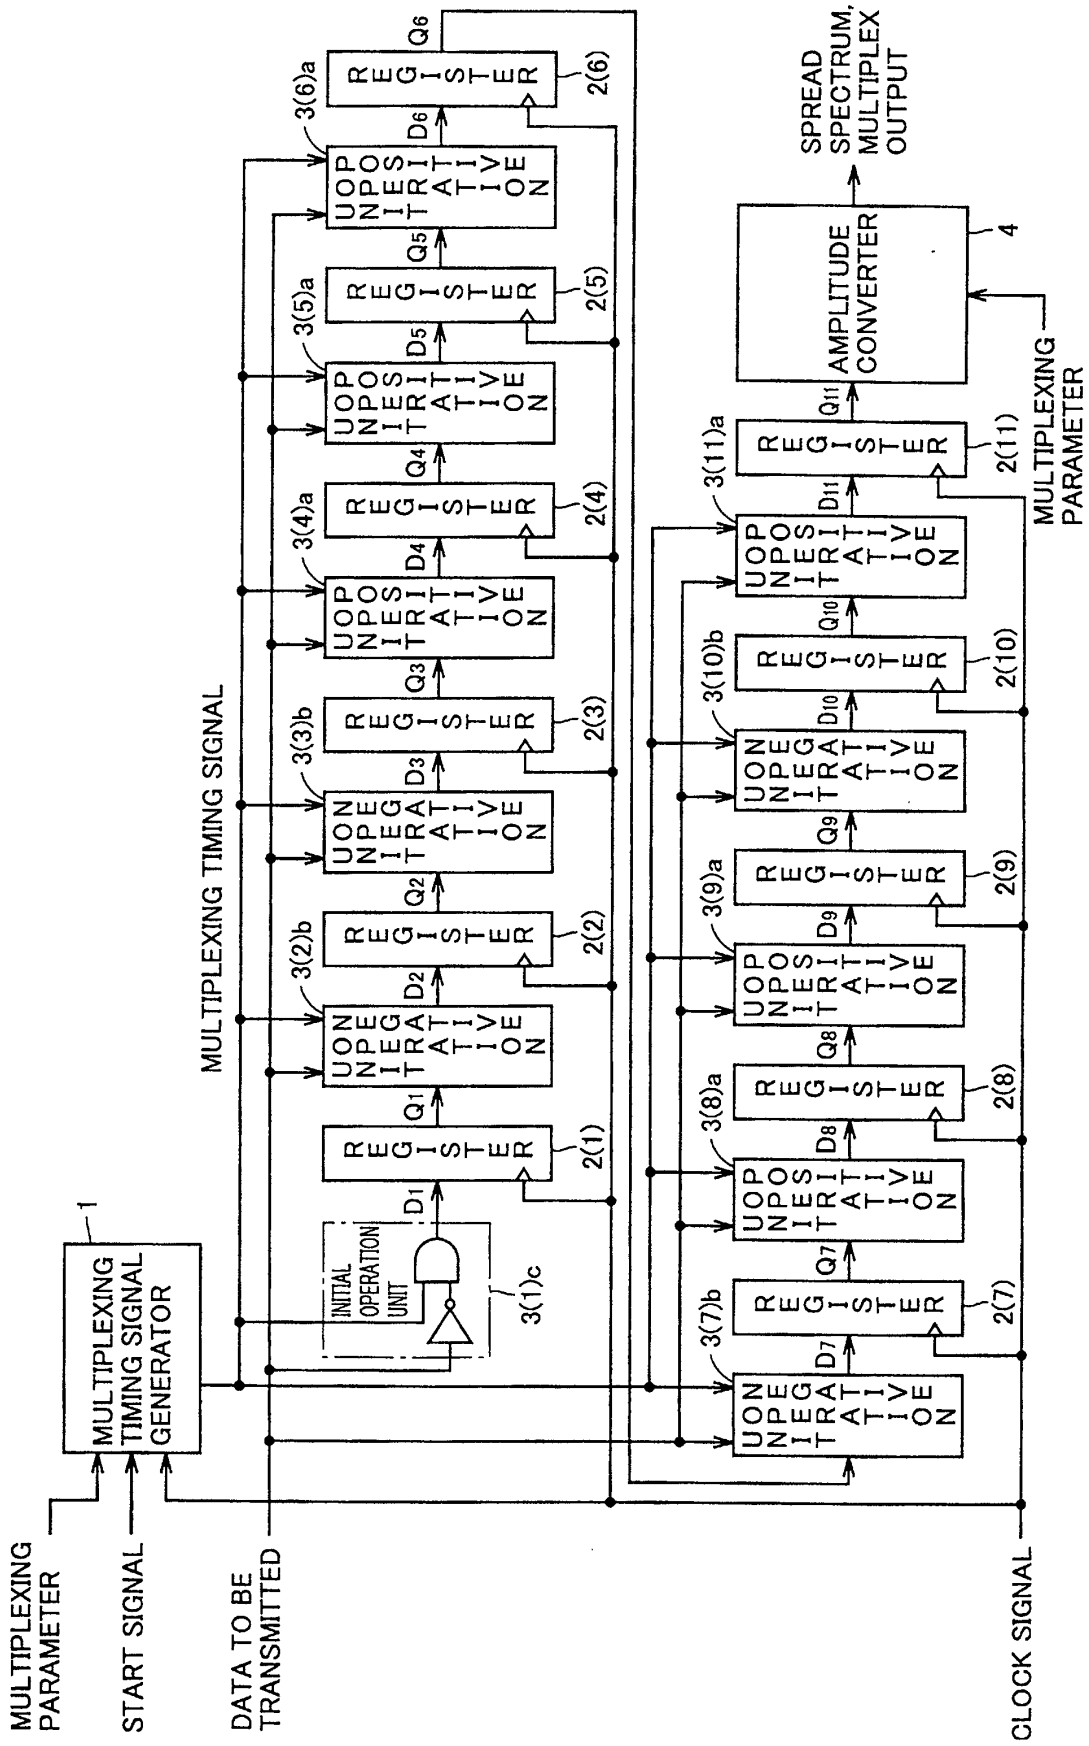 MULTIPLEXING
PARAMETER
START SIGNAL
DATA TO BE
TRANSMITTED
CLOCK SIGNAL
1
MULTIPLEXING
TIMING SIGNAL
GENERATOR
MULTIPLEXING TIMING SIGNAL
INITIAL
OPERATION
UNIT
3(1)c
D1
REGISTER
2(1)
Q1
3(2)b
NEGATIVE
OPERATION
UNIT
D2
REGISTER
2(2)
Q2
3(3)b
NEGATIVE
OPERATION
UNIT
D3
REGISTER
2(3)
Q3
3(4)a
POSITIVE
OPERATION
UNIT
D4
REGISTER
2(4)
Q4
3(5)a
POSITIVE
OPERATION
UNIT
D5
REGISTER
2(5)
Q5
3(6)a
POSITIVE
OPERATION
UNIT
D6
REGISTER
2(6)
Q6
3(7)b
NEGATIVE
OPERATION
UNIT
D7
REGISTER
2(7)
Q7
3(8)a
POSITIVE
OPERATION
UNIT
D8
REGISTER
2(8)
Q8
3(9)a
POSITIVE
OPERATION
UNIT
D9
REGISTER
2(9)
Q9
3(10)b
NEGATIVE
OPERATION
UNIT
D10
REGISTER
2(10)
Q10
3(11)a
POSITIVE
OPERATION
UNIT
D11
REGISTER
2(11)
Q11
AMPLITUDE
CONVERTER
4
MULTIPLEXING
PARAMETER
SPREAD
SPECTRUM,
MULTIPLEX
OUTPUT